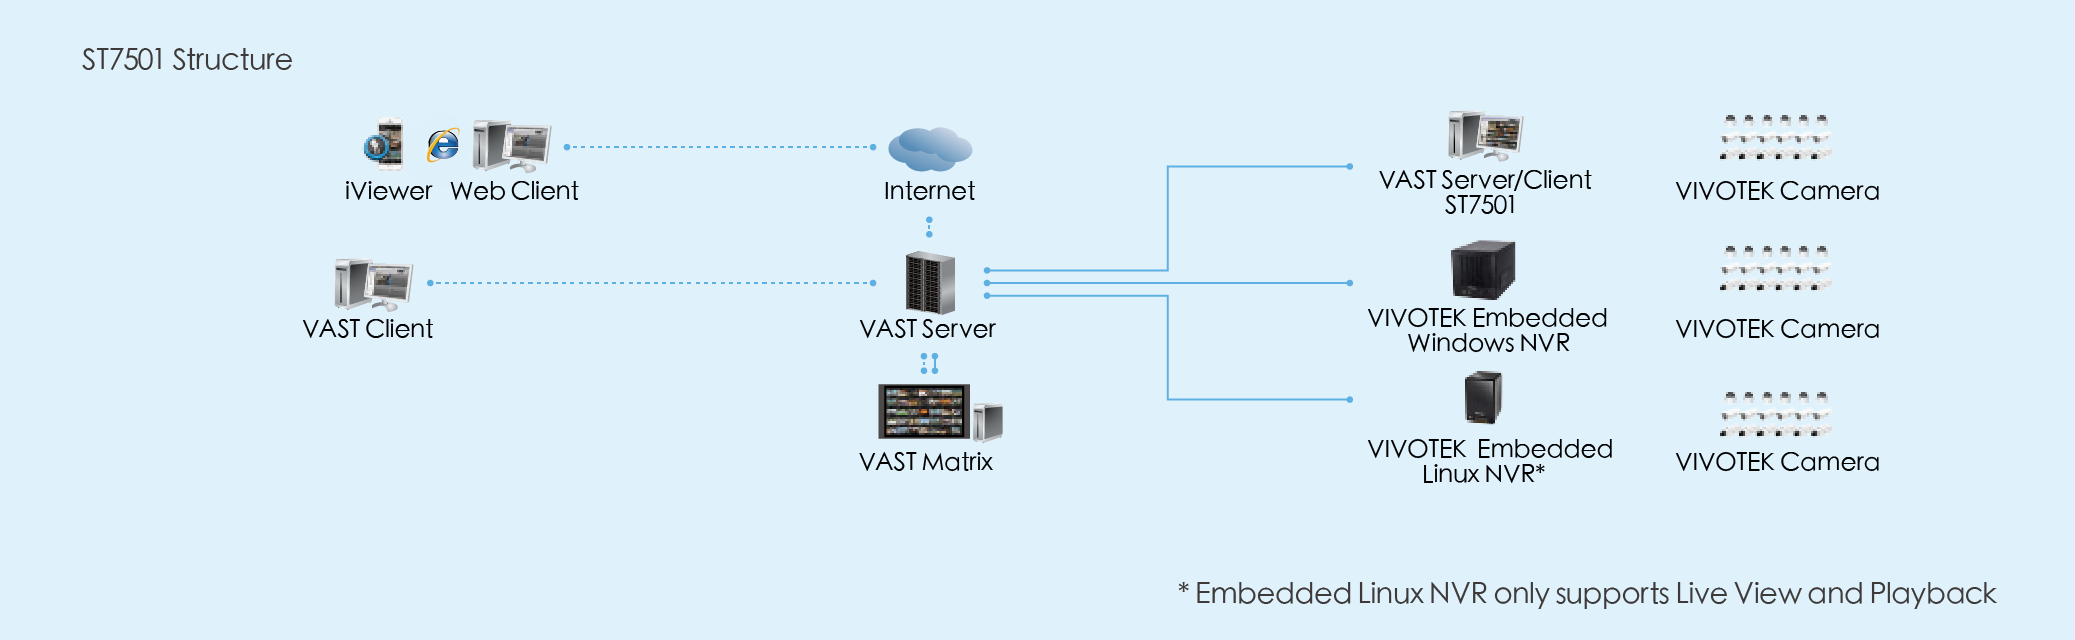 ST7501 Structure
iViewer
Web Client
Internet
VAST Server/Client
ST7501
VIVOTEK Camera
VAST Client
VAST Server
VIVOTEK Embedded
Windows NVR
VIVOTEK Camera
VAST Matrix
VIVOTEK Embedded
Linux NVR*
VIVOTEK Camera
* Embedded Linux NVR only supports Live View and Playback